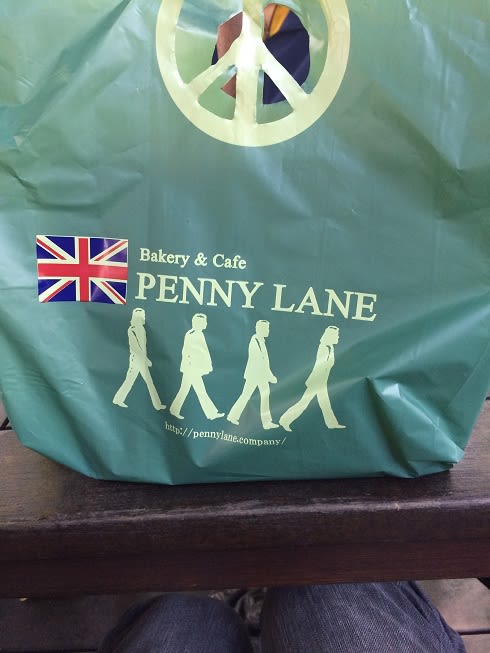 Bakery & Cafe
PENNY LANE
http://pennylane.company/